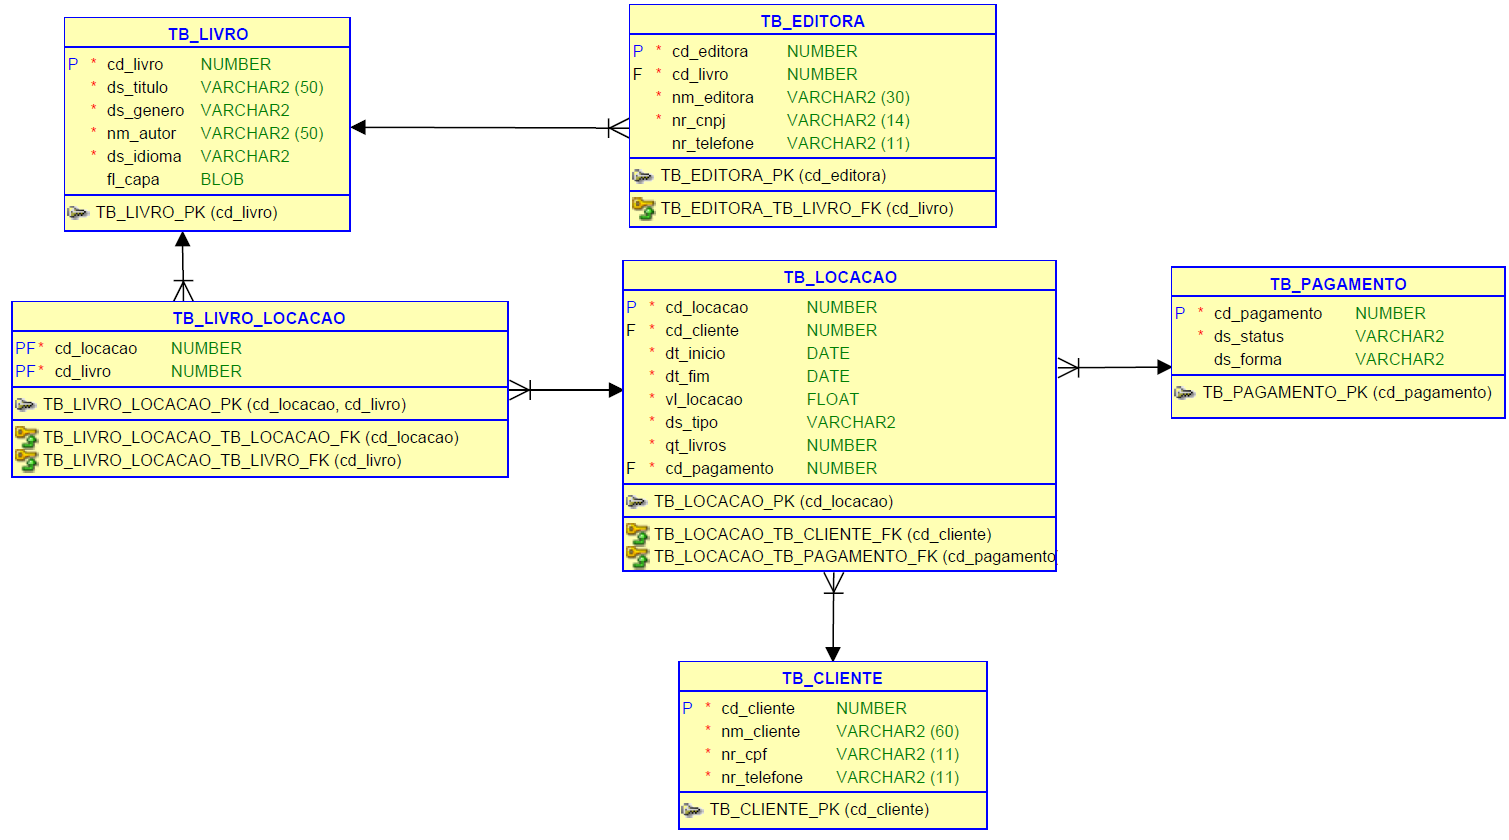 TB_LIVRO
P * cd_livro NUMBER
* ds_titulo VARCHAR2 (50)
* ds_genero VARCHAR2
* nm_autor VARCHAR2 (50)
* ds_idioma VARCHAR2
fl_capa BLOB
TB_LIVRO_PK (cd_livro)
TB_EDITORA
P * cd_editora NUMBER
F * cd_livro NUMBER
* nm_editora VARCHAR2 (30)
* nr_cnpj VARCHAR2 (14)
nr_telefone VARCHAR2 (11)
TB_EDITORA_PK (cd_editora)
TB_EDITORA_TB_LIVRO_FK (cd_livro)
TB_LIVRO_LOCACAO
PF* cd_locacao NUMBER
PF* cd_livro NUMBER
TB_LIVRO_LOCACAO_PK (cd_locacao, cd_livro)
TB_LIVRO_LOCACAO_TB_LOCACAO_FK (cd_locacao)
TB_LIVRO_LOCACAO_TB_LIVRO_FK (cd_livro)
TB_LOCACAO
P * cd_locacao NUMBER
F * cd_cliente NUMBER
* dt_inicio DATE
* dt_fim DATE
* vl_locacao FLOAT
* ds_tipo VARCHAR2
* qt_livros NUMBER
F * cd_pagamento NUMBER
TB_LOCACAO_PK (cd_locacao)
TB_LOCACAO_TB_CLIENTE_FK (cd_cliente)
TB_LOCACAO_TB_PAGAMENTO_FK (cd_pagamento
TB_PAGAMENTO
P * cd_pagamento NUMBER
* ds_status VARCHAR2
ds_forma VARCHAR2
TB_PAGAMENTO_PK (cd_pagamento)
TB_CLIENTE
P * cd_cliente NUMBER
* nm_cliente VARCHAR2 (60)
* nr_cpf VARCHAR2 (11)
* nr_telefone VARCHAR2 (11)
TB_CLIENTE_PK (cd_cliente)